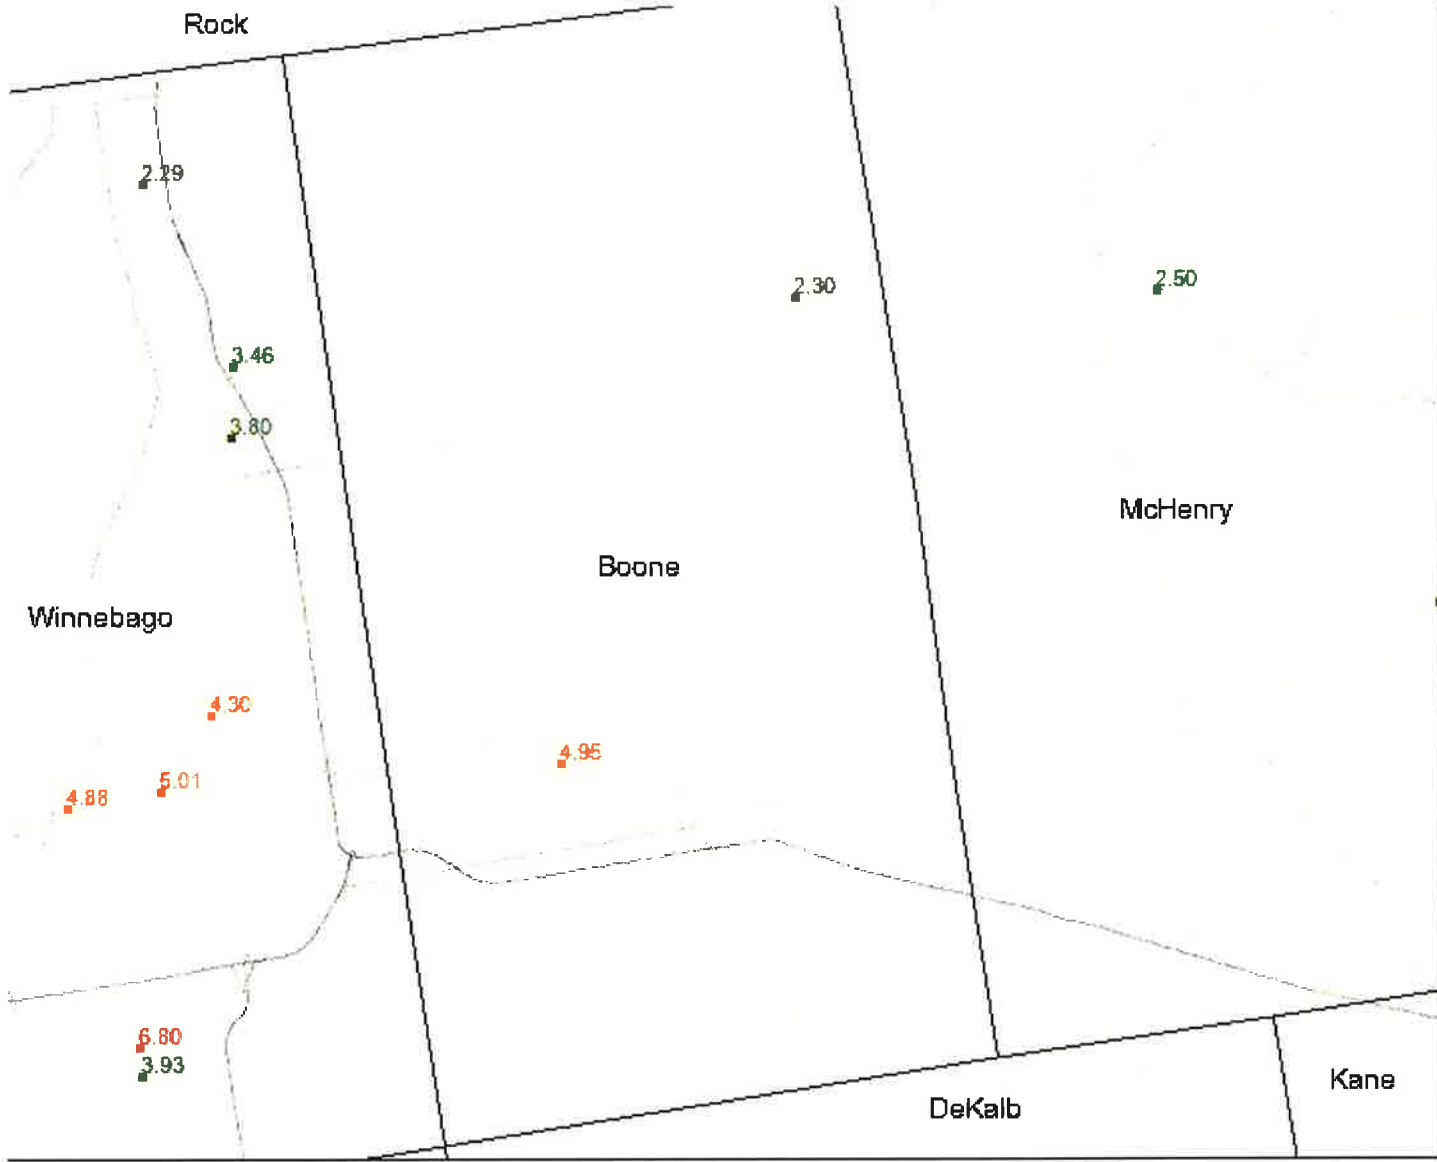 Rock
2.29
2.30
2.50
3.46
3.80
McHenry
Boone
Winnebago
4.30
4.95
5.01
4.88
6.80
3.93
Kane
DeKalb